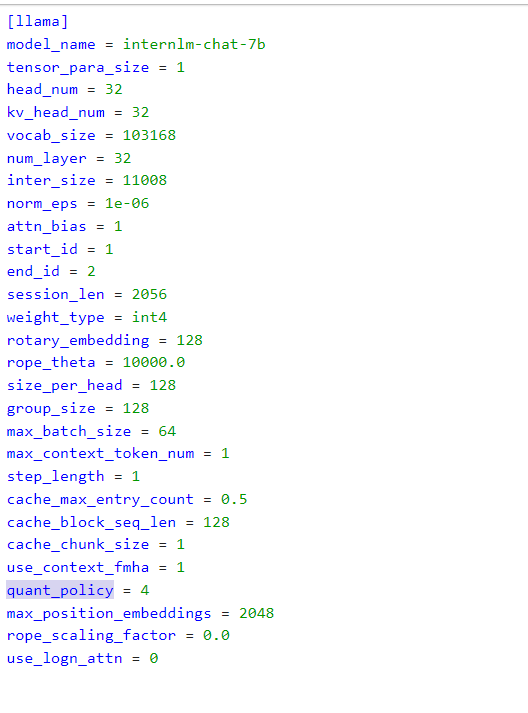 [llama]
model_name = internlm-chat-7b
tensor_para_size = 1
head_num = 32
kv_head_num = 32
vocab_size = 103168
num_layer = 32
inter_size = 11008
norm_eps = 1e-06
attn_bias = 1
start_id = 1
end_id = 2
session_len = 2056
weight_type = int4
rotary_embedding = 128
rope_theta = 10000.0
size_per_head = 128
group_size = 128
max_batch_size = 64
max_context_token_num = 1
step_length = 1
cache_max_entry_count = 0.5
cache_block_seq_len = 128
cache_chunk_size = 1
use_context_fmha = 1
quant_policy = 4
max_position_embeddings = 2048
rope_scaling_factor = 0.0
use_logn_attn = 0